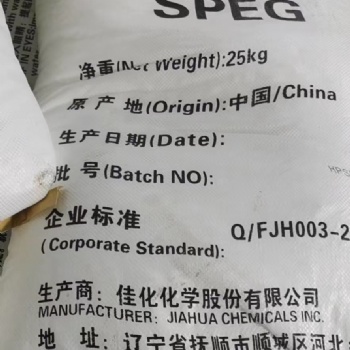 SPEG
净重(Net Weight):25kg
原产地(Origin):中国/China
生产日期(Date):
批号(Batch NO):
企业标准
(Corporate Standard):
Q/FJH003-2
生产商: 佳化化学股份有限公司
MANUFACTURER: JIAHUA CHEMICALS INC.
地 址: 辽宁省抚顺市顺城区河北